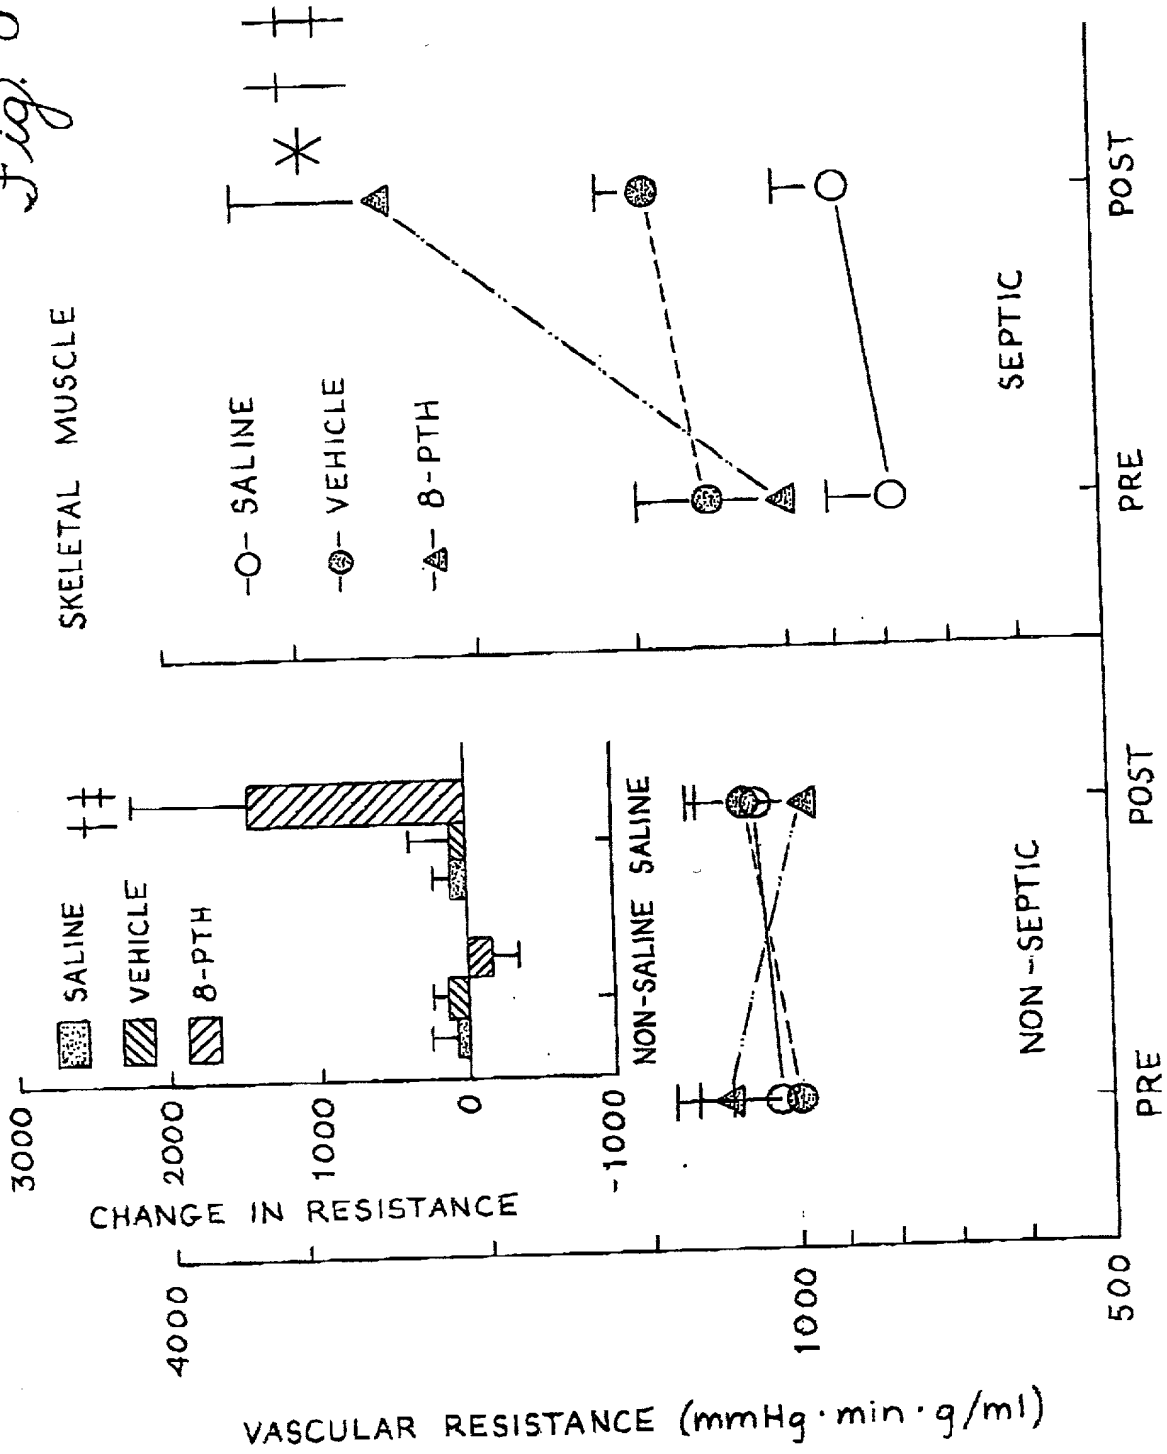 Fig.
SKELETAL MUSCLE
3000
2000
1000
0
-1000
CHANGE IN RESISTANCE
SALINE
VEHICLE
8-PTH
NON-SALINE SALINE
SALINE
VEHICLE
8-PTH
*
†
‡
†‡
4000
1000
500
VASCULAR RESISTANCE (mmHg·min·g/ml)
NON-SEPTIC
SEPTIC
PRE
POST
PRE
POST